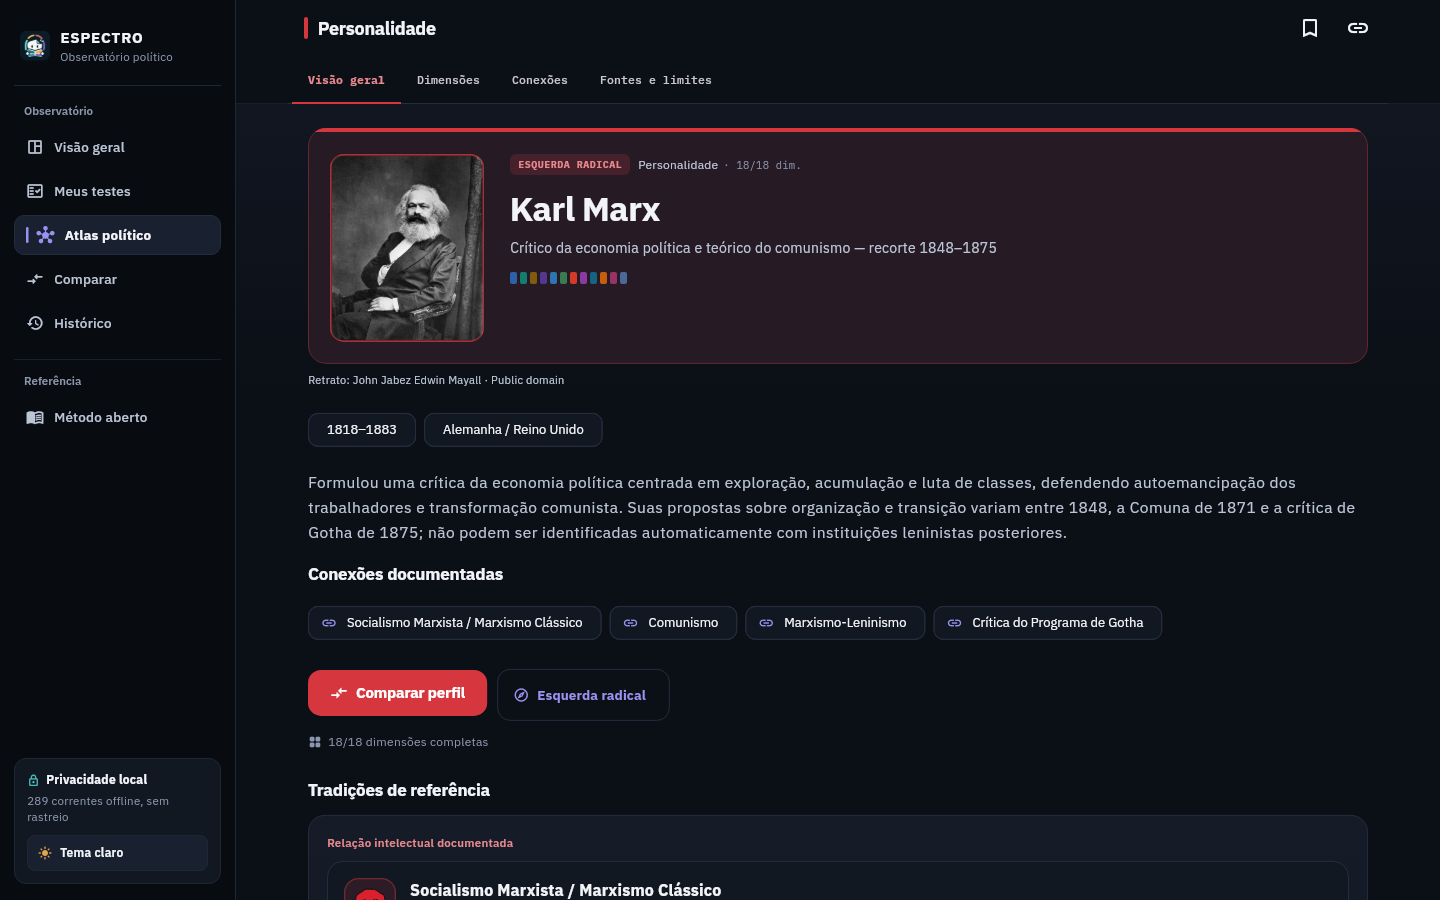 ESPECTRO
Observatório político
Observatório
Visão geral
Meus testes
Atlas político
Comparar
Histórico
Referência
Método aberto
Privacidade local
289 correntes offline, sem
rastreio
Tema claro
Personalidade
Visão geral
Dimensões
Conexões
Fontes e limites
ESQUERDA RADICAL Personalidade · 18/18 dim.
Karl Marx
Crítico da economia política e teórico do comunismo — recorte 1848–1875
Retrato: John Jabez Edwin Mayall · Public domain
1818–1883
Alemanha / Reino Unido
Formulou uma crítica da economia política centrada em exploração, acumulação e luta de classes, defendendo autoemancipação dos
trabalhadores e transformação comunista. Suas propostas sobre organização e transição variam entre 1848, a Comuna de 1871 e a crítica de
Gotha de 1875; não podem ser identificadas automaticamente com instituições leninistas posteriores.
Conexões documentadas
Socialismo Marxista / Marxismo Clássico
Comunismo
Marxismo-Leninismo
Crítica do Programa de Gotha
Comparar perfil
Esquerda radical
18/18 dimensões completas
Tradições de referência
Relação intelectual documentada
Socialismo Marxista / Marxismo Clássico